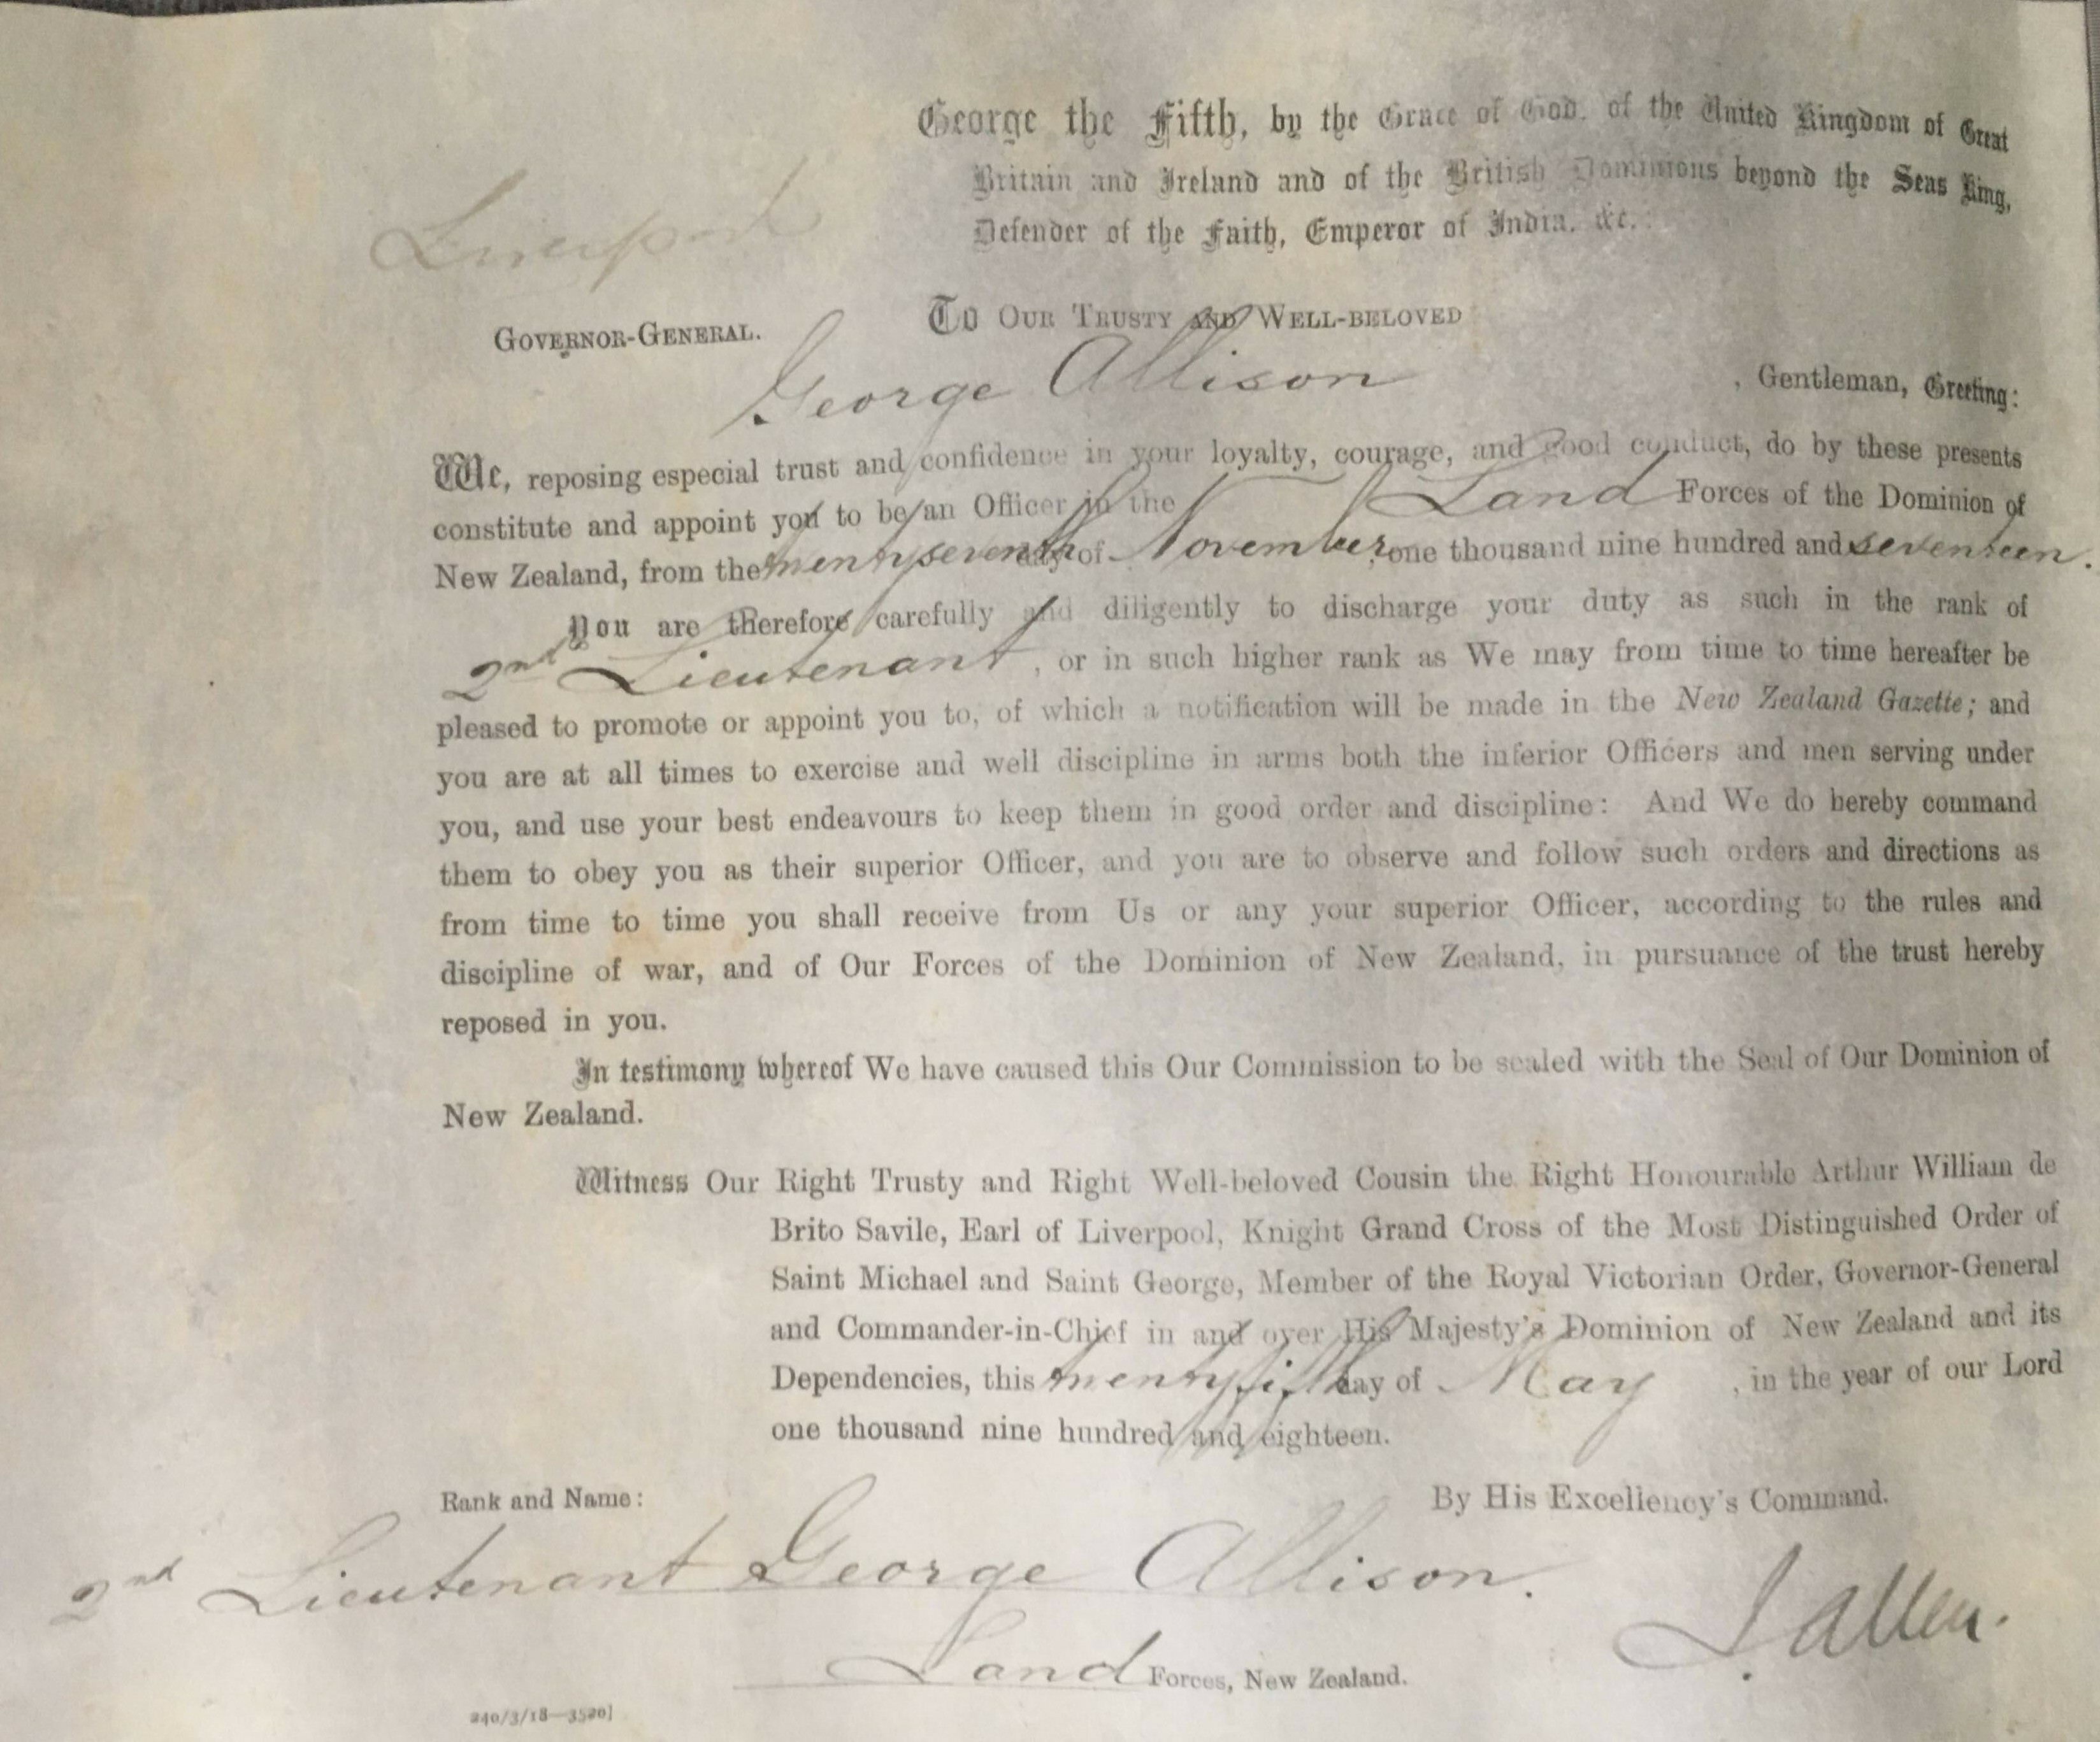 George the Fifth, by the Grace of God, of the United Kingdom of Great
Britain and Ireland and of the British Dominions beyond the Seas King,
Defender of the Faith, Emperor of India, &c.:
Liverpool
GOVERNOR-GENERAL.
To OUR TRUSTY AND WELL-BELOVED
George Allison , Gentleman, Greeting:
We, reposing especial trust and confidence in your loyalty, courage, and good conduct, do by these presents
constitute and appoint you to be an Officer in the Land Forces of the Dominion of
New Zealand, from the twentyseventh day of November, one thousand nine hundred and seventeen.
You are therefore carefully and diligently to discharge your duty as such in the rank of
2nd Lieutenant, or in such higher rank as We may from time to time hereafter be
pleased to promote or appoint you to, of which a notification will be made in the New Zealand Gazette; and
you are at all times to exercise and well discipline in arms both the inferior Officers and men serving under
you, and use your best endeavours to keep them in good order and discipline: And We do hereby command
them to obey you as their superior Officer, and you are to observe and follow such orders and directions as
from time to time you shall receive from Us or any your superior Officer, according to the rules and
discipline of war, and of Our Forces of the Dominion of New Zealand, in pursuance of the trust hereby
reposed in you.
In testimony whereof We have caused this Our Commission to be sealed with the Seal of Our Dominion of
New Zealand.
Witness Our Right Trusty and Right Well-beloved Cousin the Right Honourable Arthur William de
Brito Savile, Earl of Liverpool, Knight Grand Cross of the Most Distinguished Order of
Saint Michael and Saint George, Member of the Royal Victorian Order, Governor-General
and Commander-in-Chief in and over His Majesty's Dominion of New Zealand and its
Dependencies, this twentyfifth day of May , in the year of our Lord
one thousand nine hundred and eighteen.
Rank and Name:
By His Excellency's Command.
2nd Lieutenant George Allison.
J Allen.
Land Forces, New Zealand.
240/3/18—3520]